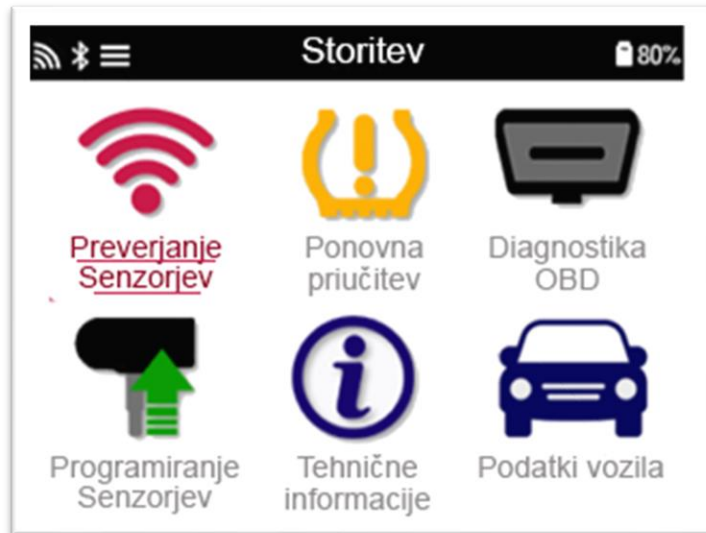 Storitev
80%
Preverjanje
Senzorjev
Ponovna
priučitev
Diagnostika
OBD
Programiranje
Senzorjev
Tehnične
informacije
Podatki vozila